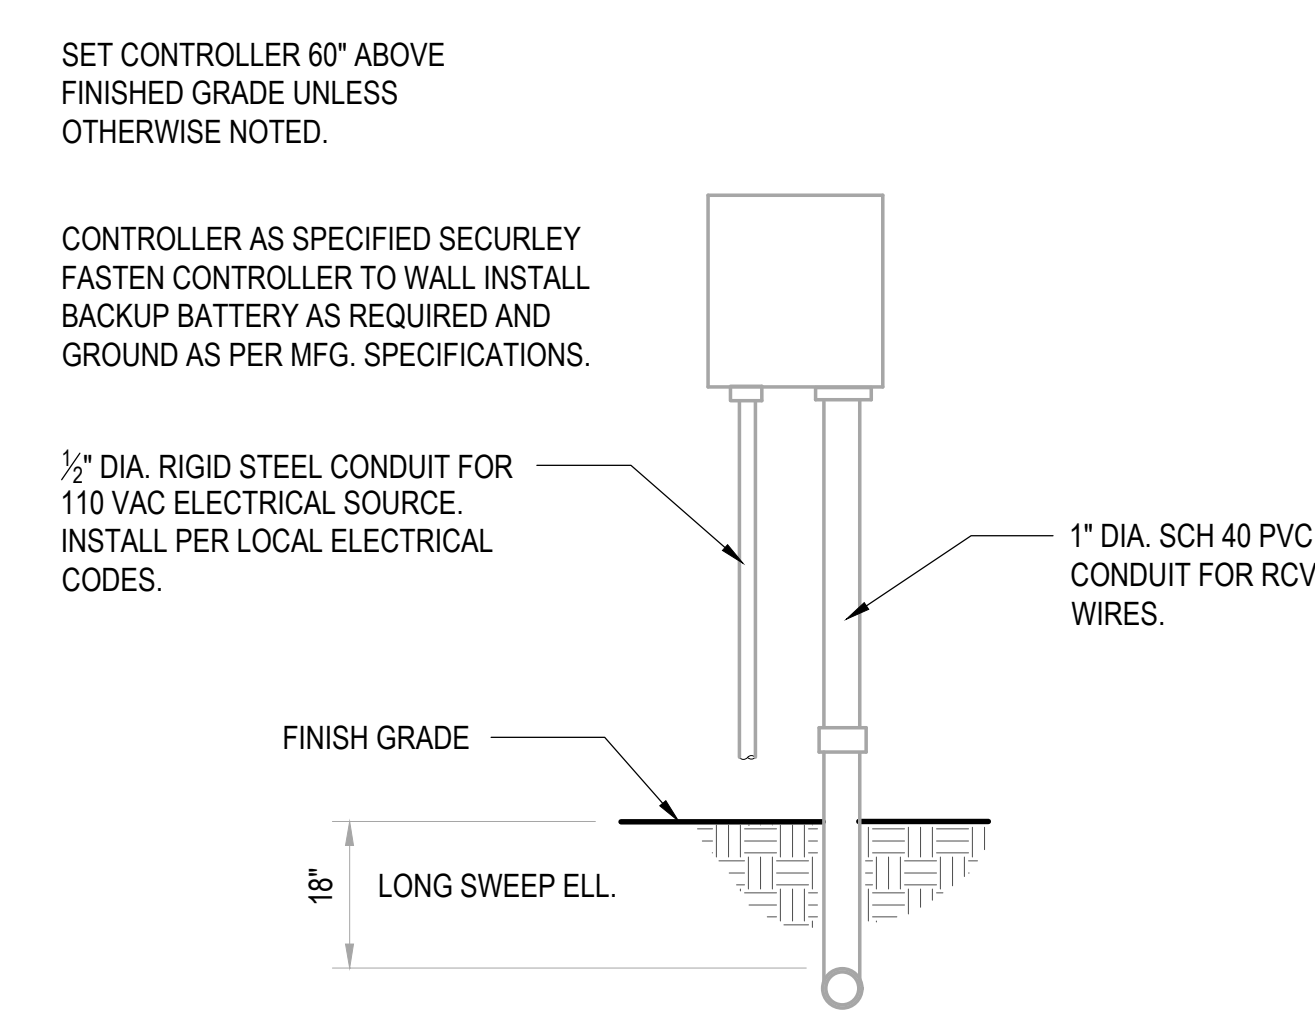 SET CONTROLLER 60" ABOVE
FINISHED GRADE UNLESS
OTHERWISE NOTED.
CONTROLLER AS SPECIFIED SECURLEY
FASTEN CONTROLLER TO WALL INSTALL
BACKUP BATTERY AS REQUIRED AND
GROUND AS PER MFG. SPECIFICATIONS.
½" DIA. RIGID STEEL CONDUIT FOR
110 VAC ELECTRICAL SOURCE.
INSTALL PER LOCAL ELECTRICAL
CODES.
1" DIA. SCH 40 PVC
CONDUIT FOR RCV
WIRES.
FINISH GRADE
18"
LONG SWEEP ELL.